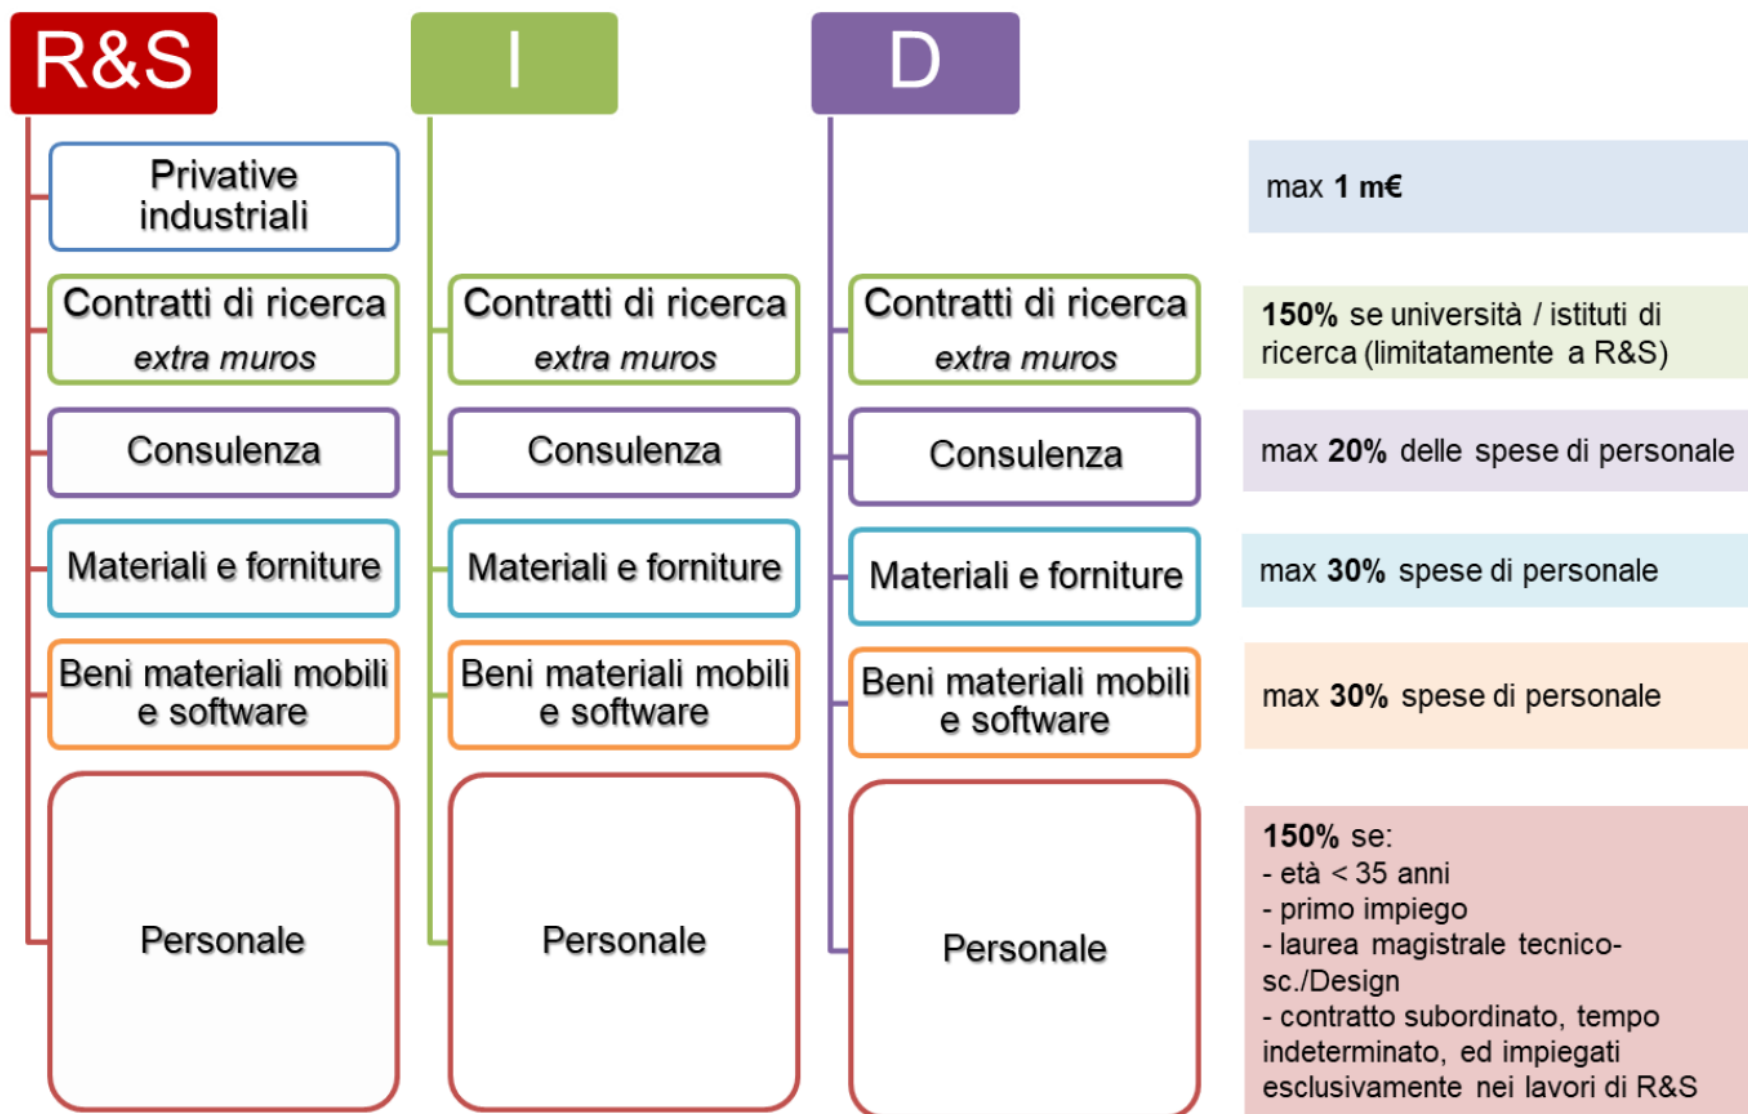 R&S
I
D
Privative
industriali
max 1 m€
Contratti di ricerca
extra muros
Contratti di ricerca
extra muros
Contratti di ricerca
extra muros
150% se università / istituti di
ricerca (limitatamente a R&S)
Consulenza
Consulenza
Consulenza
max 20% delle spese di personale
Materiali e forniture
Materiali e forniture
Materiali e forniture
max 30% spese di personale
Beni materiali mobili
e software
Beni materiali mobili
e software
Beni materiali mobili
e software
max 30% spese di personale
Personale
Personale
Personale
150% se:
- età < 35 anni
- primo impiego
- laurea magistrale tecnico-
sc./Design
- contratto subordinato, tempo
indeterminato, ed impiegati
esclusivamente nei lavori di R&S